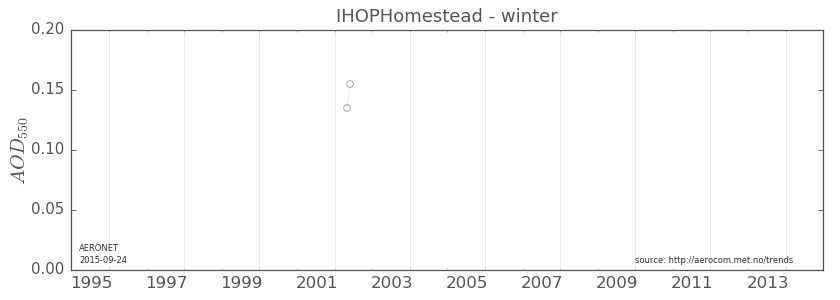 IHOPHomestead - winter
0.20
0.15
0.10
0.05
0.00
AOD550
AERONET
2015-09-24
source: http://aerocom.met.no/trends
1995 1997 1999 2001 2003 2005 2007 2009 2011 2013